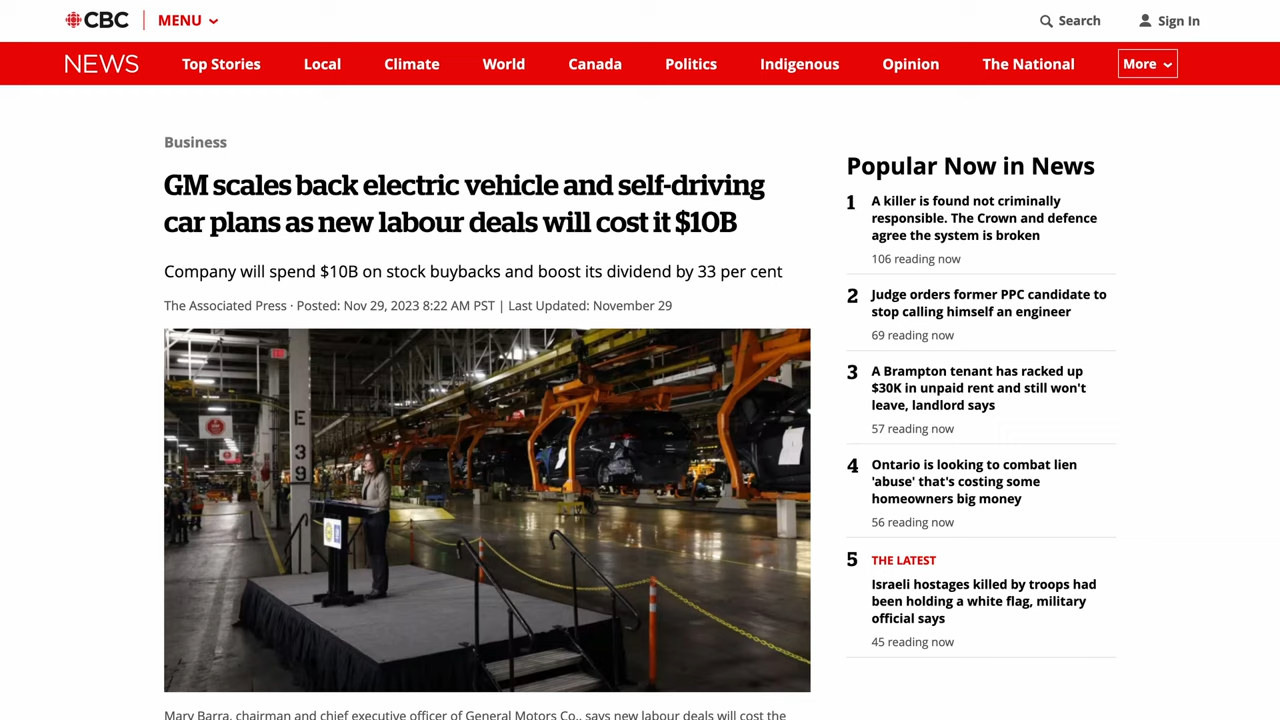 CBC
MENU
Search
Sign In
NEWS
Top Stories
Local
Climate
World
Canada
Politics
Indigenous
Opinion
The National
More
Business
GM scales back electric vehicle and self-driving
car plans as new labour deals will cost it $10B
Company will spend $10B on stock buybacks and boost its dividend by 33 per cent
The Associated Press · Posted: Nov 29, 2023 8:22 AM PST | Last Updated: November 29
E
39
Mary Barra, chairman and chief executive officer of General Motors Co., says new labour deals will cost the
Popular Now in News
1
A killer is found not criminally
responsible. The Crown and defence
agree the system is broken
106 reading now
2
Judge orders former PPC candidate to
stop calling himself an engineer
69 reading now
3
A Brampton tenant has racked up
$30K in unpaid rent and still won't
leave, landlord says
57 reading now
4
Ontario is looking to combat lien
'abuse' that's costing some
homeowners big money
56 reading now
5
THE LATEST
Israeli hostages killed by troops had
been holding a white flag, military
official says
45 reading now